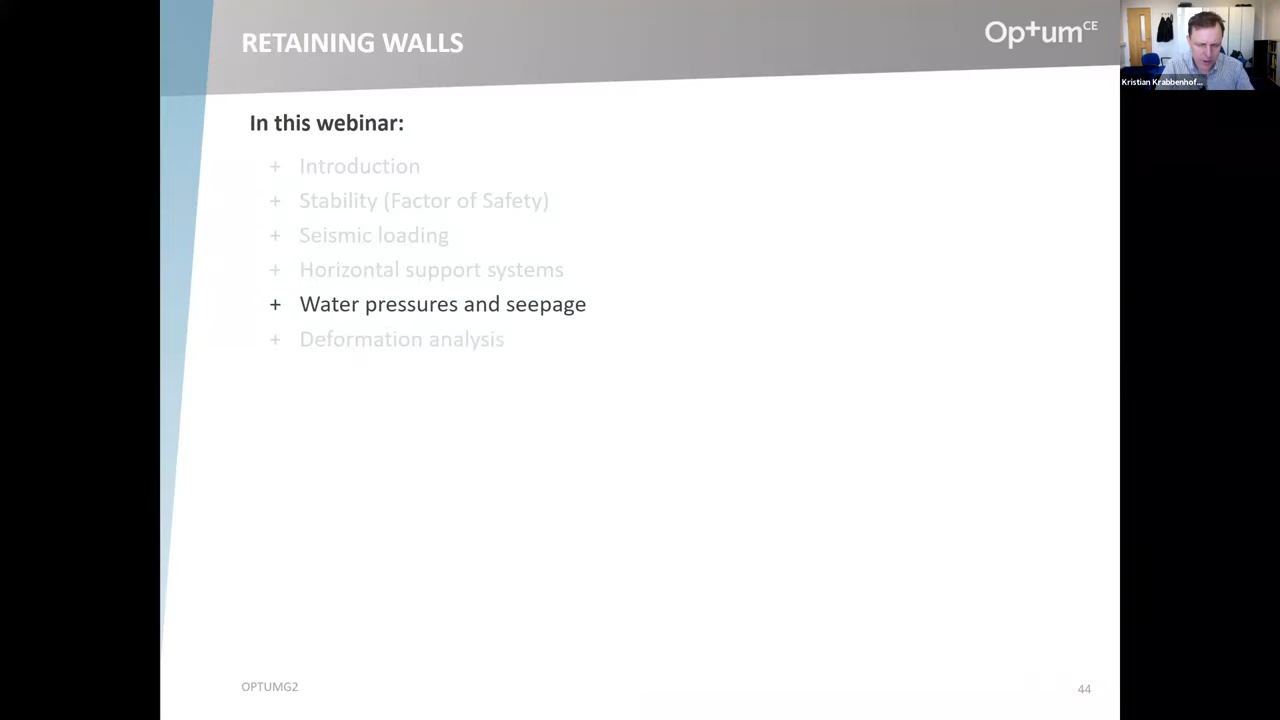 RETAINING WALLS
OptumCE
Kristian Krabbenhof...
In this webinar:
+ Introduction
+ Stability (Factor of Safety)
+ Seismic loading
+ Horizontal support systems
+ Water pressures and seepage
+ Deformation analysis
OPTUMG2
44